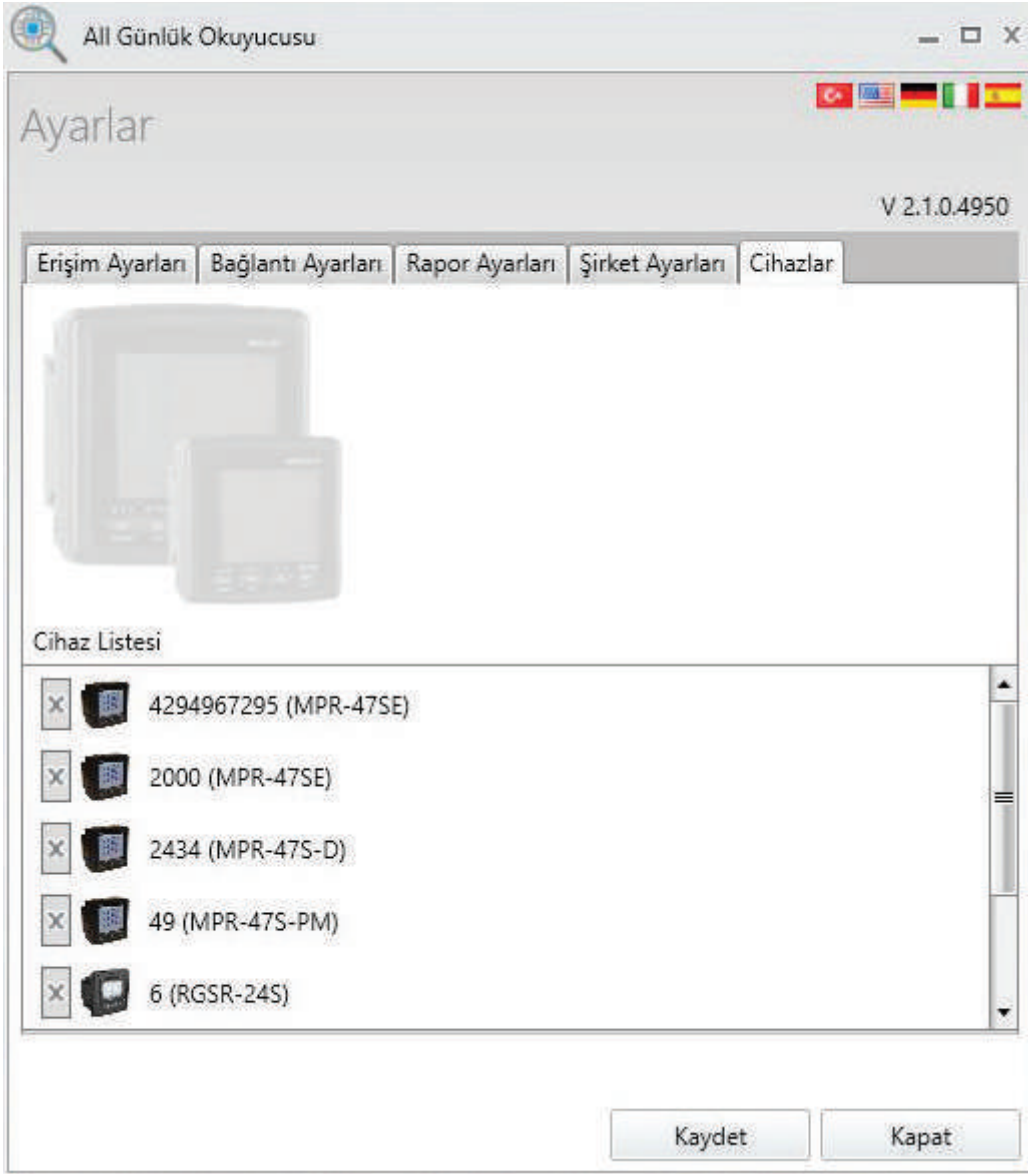 All Günlük Okuyucusu
Ayarlar
V 2.1.0.4950
Erişim Ayarları Bağlantı Ayarları Rapor Ayarları Şirket Ayarları Cihazlar
Cihaz Listesi
X 4294967295 (MPR-47SE)
X 2000 (MPR-47SE)
X 2434 (MPR-47S-D)
X 49 (MPR-47S-PM)
X 6 (RGSR-24S)
Kaydet Kapat